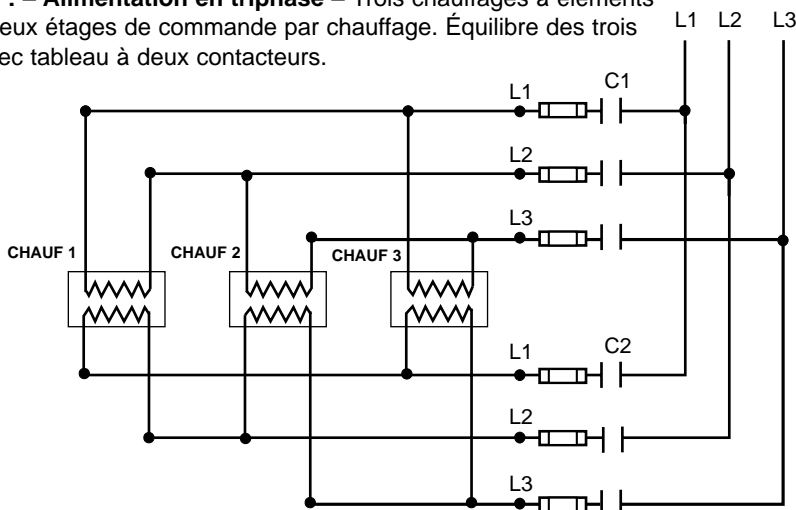 : – Alimentation en triphasé – Trois chauffages à éléments
eux étages de commande par chauffage. Équilibre des trois
ec tableau à deux contacteurs.
L1 L2 L3
L1 C1
L2
L3
CHAUF 1 CHAUF 2 CHAUF 3
L1 C2
L2
L3